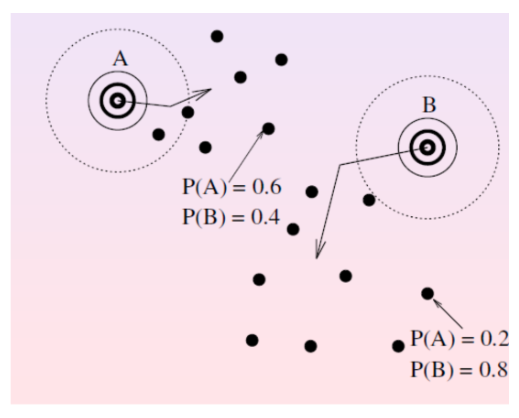 A
B
P(A) = 0.6
P(B) = 0.4
P(A) = 0.2
P(B) = 0.8